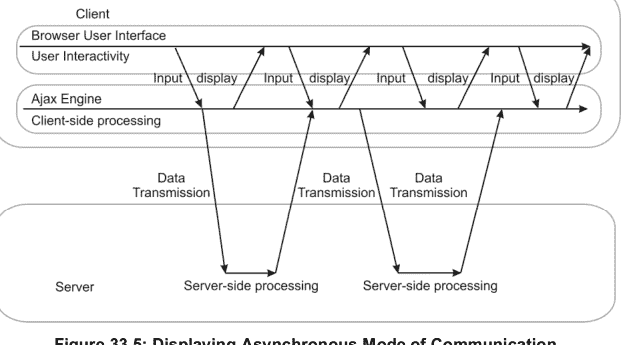 Client
Browser User Interface
User Interactivity
Input display Input display Input display Input display
Ajax Engine
Client-side processing
Data Transmission
Data Transmission
Data Transmission
Server
Server-side processing
Server-side processing
Figure 33.5: Displaying Asynchronous Mode of Communication